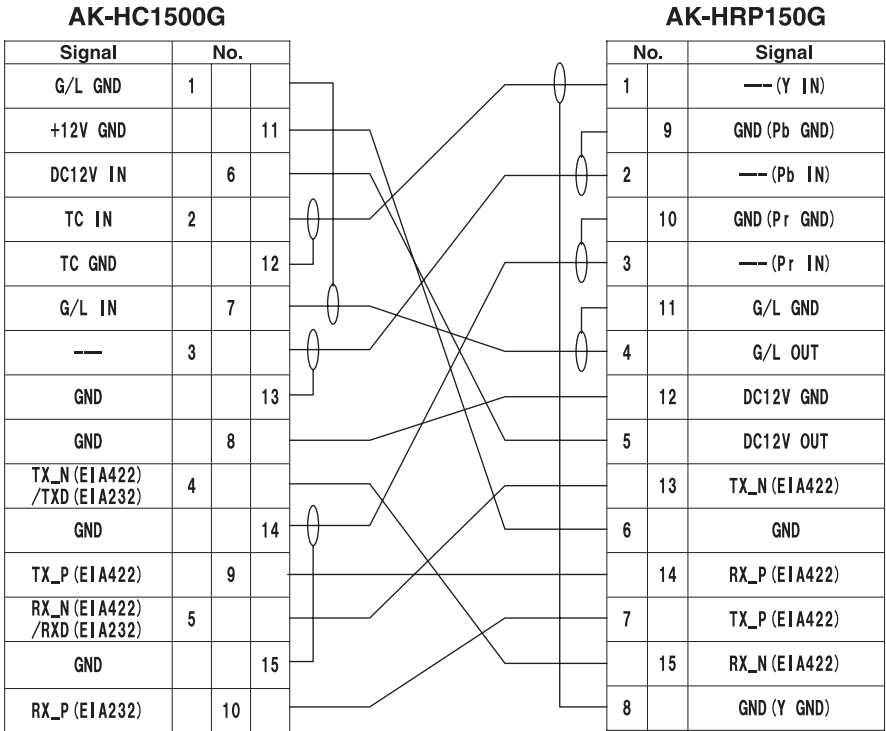 AK-HC1500G
AK-HRP150G
Signal No.
No. Signal
G/L GND 1
1 −−−(Y IN)
+12V GND 11
9 GND(Pb GND)
DC12V IN 6
2 −−−(Pb IN)
TC IN 2
10 GND(Pr GND)
TC GND 12
3 −−−(Pr IN)
G/L IN 7
11 G/L GND
−−− 3
4 G/L OUT
GND 13
12 DC12V GND
GND 8
5 DC12V OUT
TX_N(EIA422)
/TXD(EIA232) 4
13 TX_N(EIA422)
GND 14
6 GND
TX_P(EIA422) 9
14 RX_P(EIA422)
RX_N(EIA422)
/RXD(EIA232) 5
7 TX_P(EIA422)
GND 15
15 RX_N(EIA422)
RX_P(EIA232) 10
8 GND(Y GND)